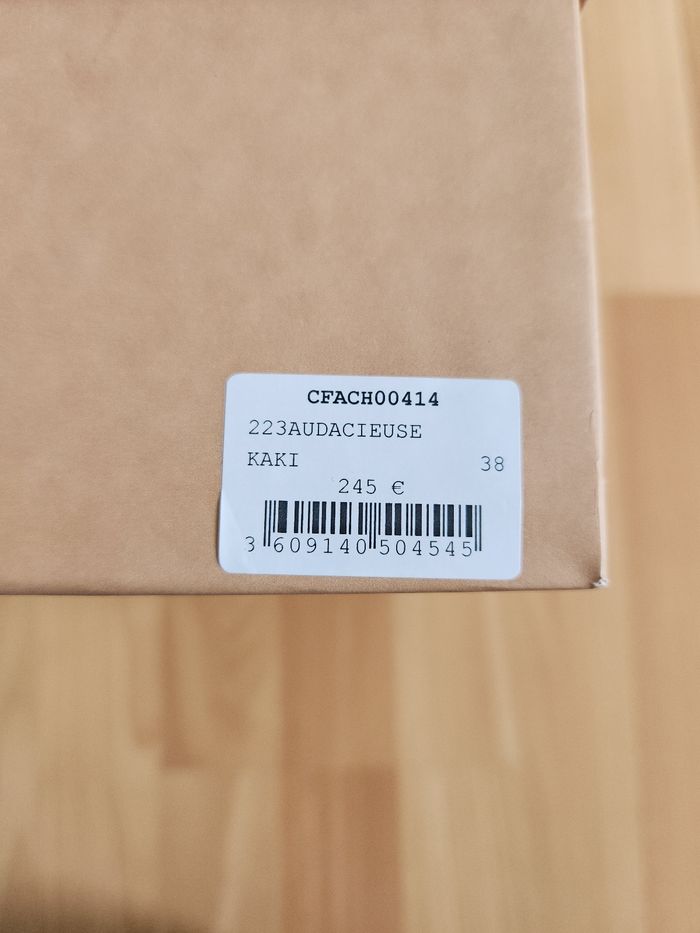 CFACH00414
223AUDACIEUSE
KAKI 38
245 €
3 609140 504545